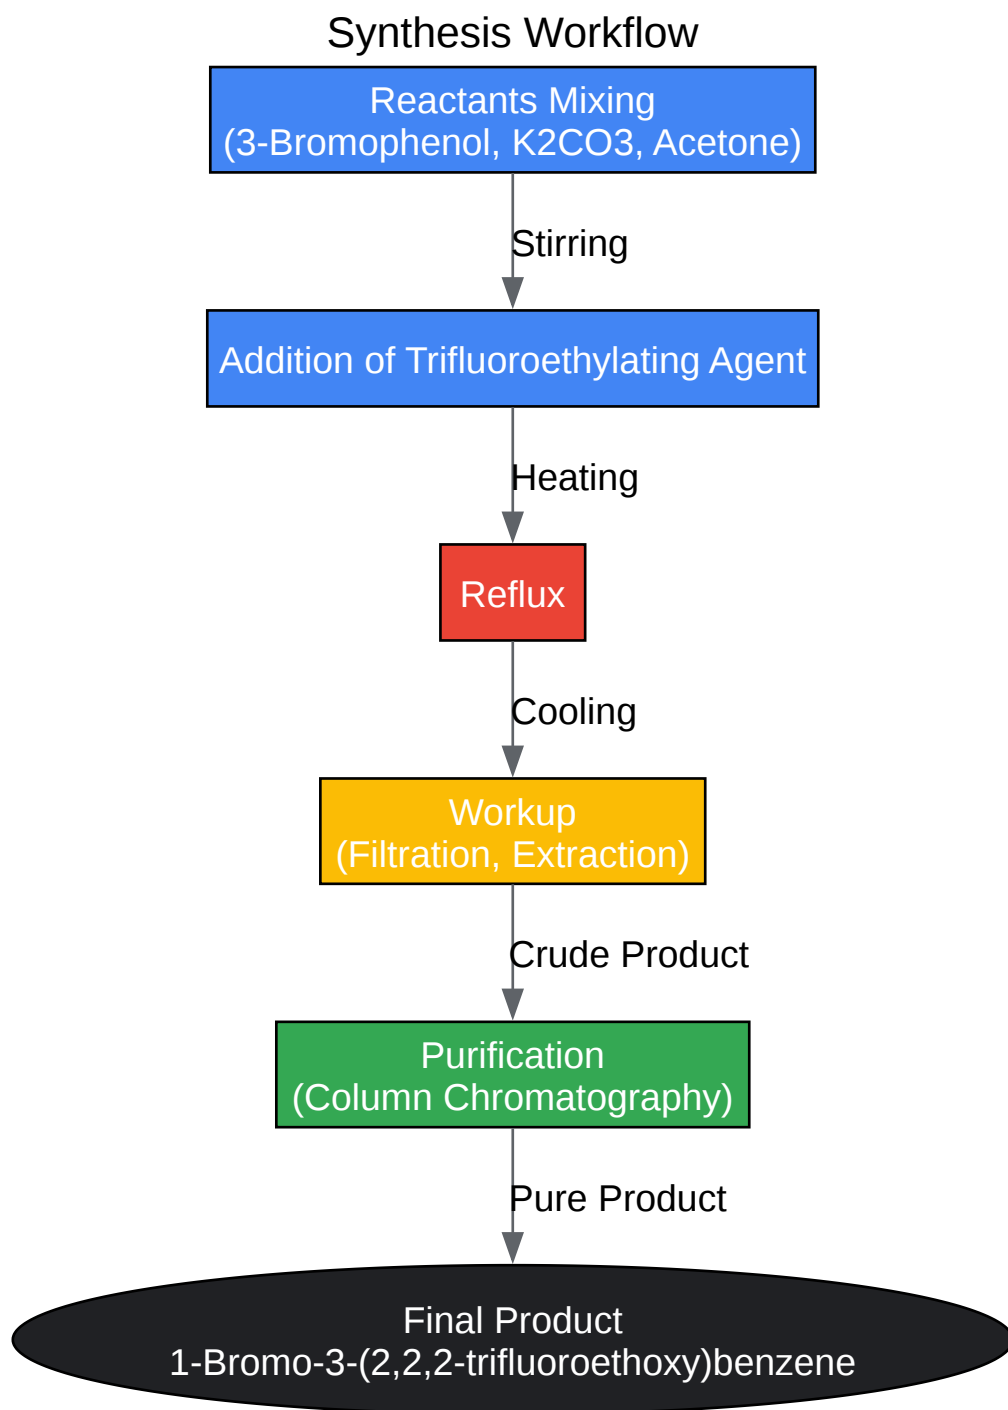 Synthesis Workflow
Reactants Mixing
(3-Bromophenol, K2CO3, Acetone)
Stirring
Addition of Trifluoroethylating Agent
Heating
Reflux
Cooling
Workup
(Filtration, Extraction)
Crude Product
Purification
(Column Chromatography)
Pure Product
Final Product
1-Bromo-3-(2,2,2-trifluoroethoxy)benzene